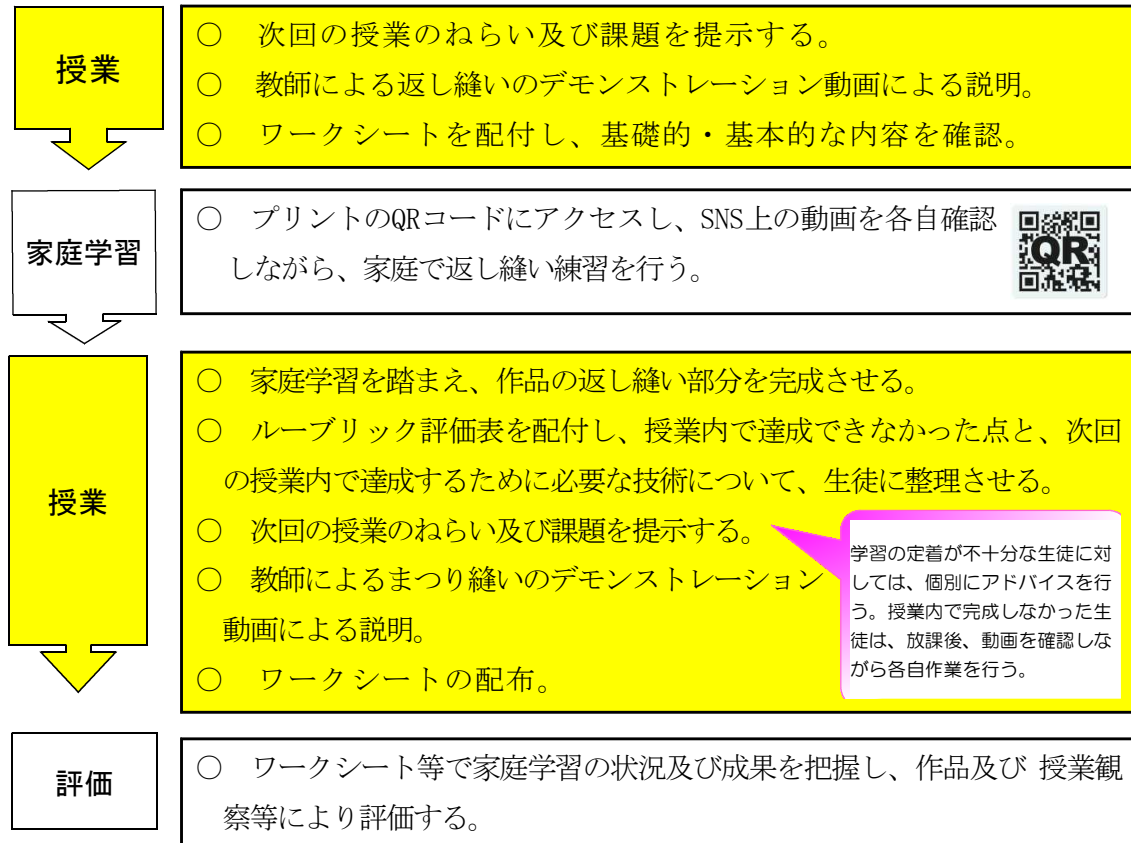 授業
○ 次回の授業のねらい及び課題を提示する。
○ 教師による返し縫いのデモンストレーション動画による説明。
○ ワークシートを配付し、基礎的・基本的な内容を確認。
家庭学習
○ プリントのQRコードにアクセスし、SNS上の動画を各自確認
しながら、家庭で返し縫い練習を行う。
QR
授業
○ 家庭学習を踏まえ、作品の返し縫い部分を完成させる。
○ ルーブリック評価表を配付し、授業内で達成できなかった点と、次回
の授業内で達成するために必要な技術について、生徒に整理させる。
○ 次回の授業のねらい及び課題を提示する。
○ 教師によるまつり縫いのデモンストレーション
動画による説明。
○ ワークシートの配布。
学習の定着が不十分な生徒に対
しては、個別にアドバイスを行
う。授業内で完成しなかった生
徒は、放課後、動画を確認しな
がら各自作業を行う。
評価
○ ワークシート等で家庭学習の状況及び成果を把握し、作品及び 授業観
察等により評価する。